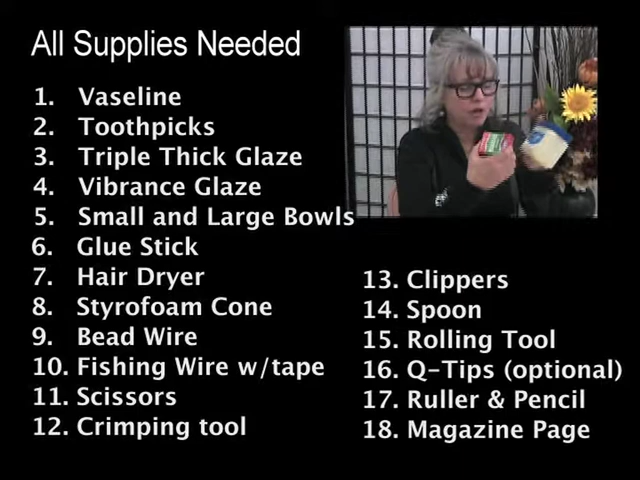 All Supplies Needed
1. Vaseline
2. Toothpicks
3. Triple Thick Glaze
4. Vibrance Glaze
5. Small and Large Bowls
6. Glue Stick
7. Hair Dryer
8. Styrofoam Cone
9. Bead Wire
10. Fishing Wire w/tape
11. Scissors
12. Crimping tool
13. Clippers
14. Spoon
15. Rolling Tool
16. Q-Tips (optional)
17. Ruller & Pencil
18. Magazine Page